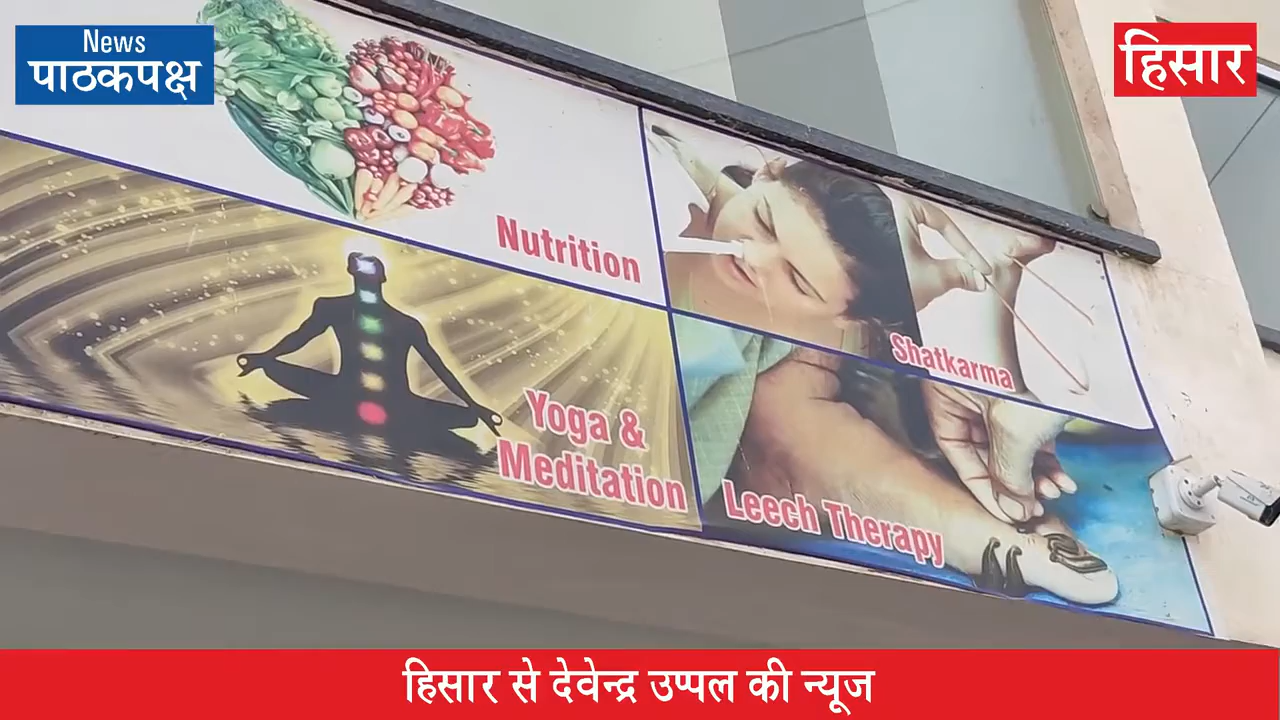 News
पाठकपक्ष
हिसार
Nutrition
Shatkarma
Yoga &
Meditation
Leech Therapy
हिसार से देवेन्द्र उप्पल की न्यूज